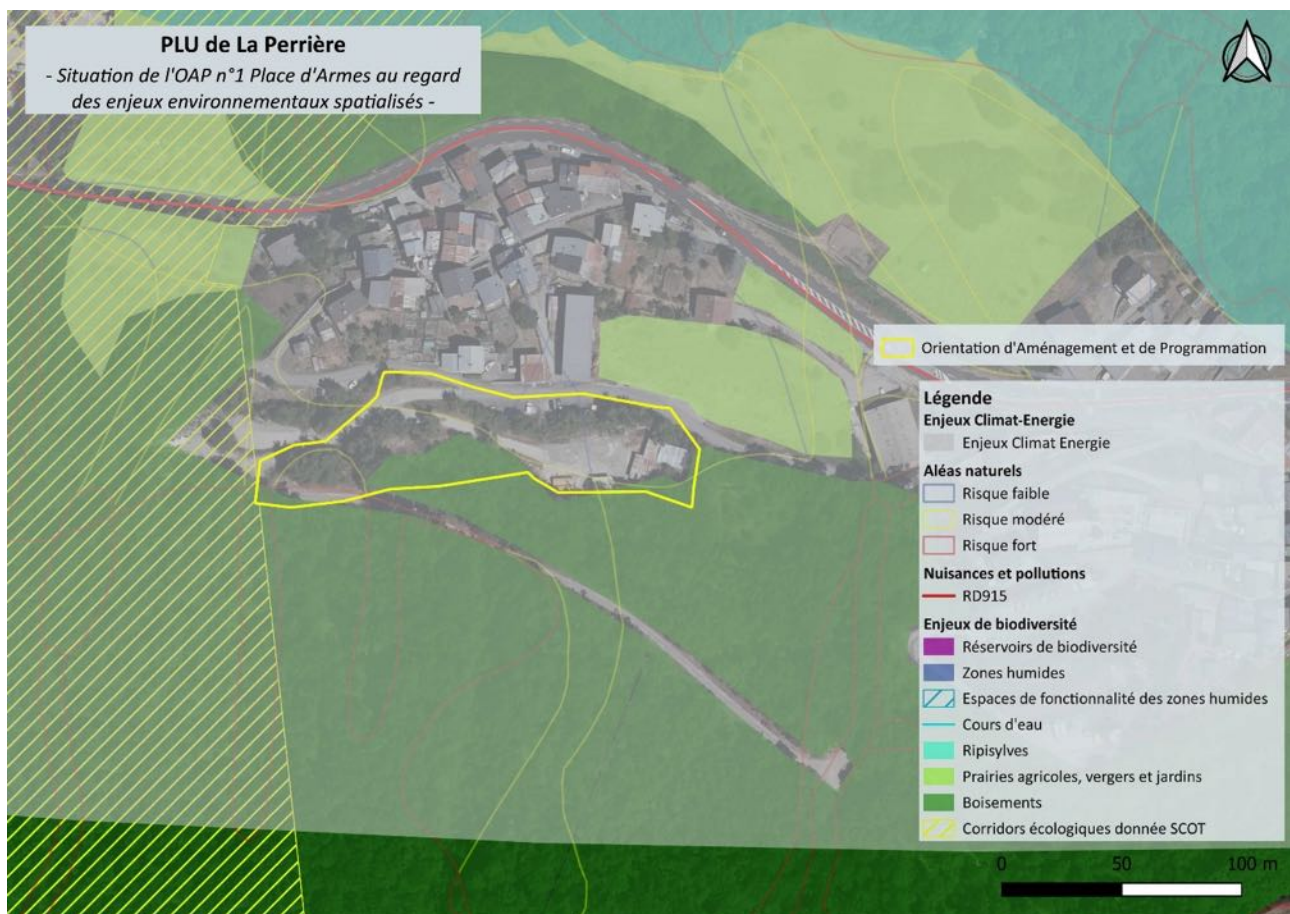 PLU de La Perrière
- Situation de l'OAP n°1 Place d'Armes au regard
des enjeux environnementaux spatialisés -
Orientation d'Aménagement et de Programmation
Légende
Enjeux Climat-Energie
Enjeux Climat Energie
Aléas naturels
Risque faible
Risque modéré
Risque fort
Nuisances et pollutions
RD915
Enjeux de biodiversité
Réservoirs de biodiversité
Zones humides
Espaces de fonctionnalité des zones humides
Cours d'eau
Ripisylves
Prairies agricoles, vergers et jardins
Boisements
Corridors écologiques donnée SCOT
0 50 100 m